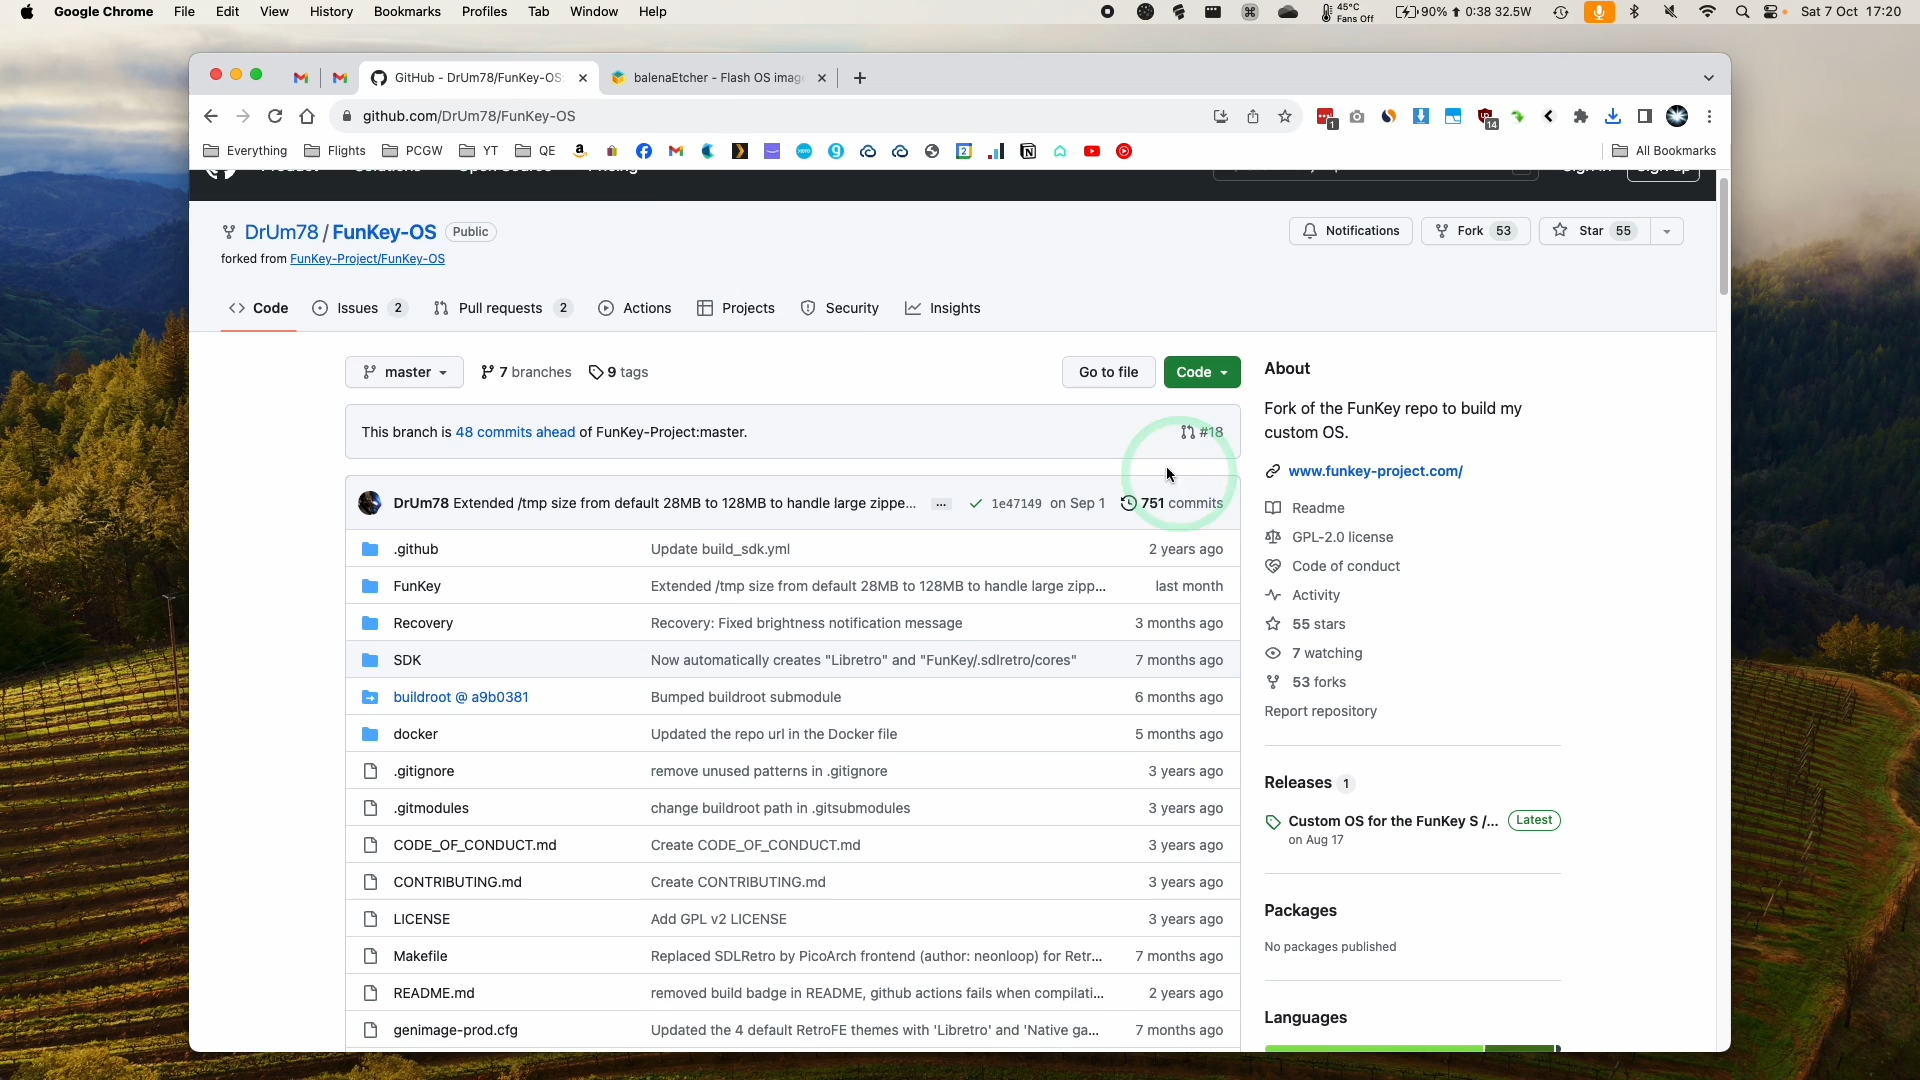 Google Chrome File Edit View History Bookmarks Profiles Tab Window Help
45°C
Fans Off
90% 0:38 32.5W
Sat 7 Oct 17:20
GitHub - DrUm78/FunKey-OS:
balenaEtcher - Flash OS imag
github.com/DrUm78/FunKey-OS
1
14
Everything Flights PCGW YT QE
All Bookmarks
DrUm78 / FunKey-OS Public
Notifications
Fork 53
Star 55
forked from FunKey-Project/FunKey-OS
Code Issues 2 Pull requests 2 Actions Projects Security Insights
master
7 branches
9 tags
Go to file
Code
This branch is 48 commits ahead of FunKey-Project:master.
#18
DrUm78 Extended /tmp size from default 28MB to 128MB to handle large zippe... ... 1e47149 on Sep 1 751 commits
.github Update build_sdk.yml 2 years ago
FunKey Extended /tmp size from default 28MB to 128MB to handle large zipp... last month
Recovery Recovery: Fixed brightness notification message 3 months ago
SDK Now automatically creates "Libretro" and "FunKey/.sdlretro/cores" 7 months ago
buildroot @ a9b0381 Bumped buildroot submodule 6 months ago
docker Updated the repo url in the Docker file 5 months ago
.gitignore remove unused patterns in .gitignore 3 years ago
.gitmodules change buildroot path in .gitsubmodules 3 years ago
CODE_OF_CONDUCT.md Create CODE_OF_CONDUCT.md 3 years ago
CONTRIBUTING.md Create CONTRIBUTING.md 3 years ago
LICENSE Add GPL v2 LICENSE 3 years ago
Makefile Replaced SDLRetro by PicoArch frontend (author: neonloop) for Retr... 7 months ago
README.md removed build badge in README, github actions fails when compilati... 2 years ago
genimage-prod.cfg Updated the 4 default RetroFE themes with 'Libretro' and 'Native ga... 7 months ago
About
Fork of the FunKey repo to build my
custom OS.
www.funkey-project.com/
Readme
GPL-2.0 license
Code of conduct
Activity
55 stars
7 watching
53 forks
Report repository
Releases 1
Custom OS for the FunKey S /... Latest
on Aug 17
Packages
No packages published
Languages